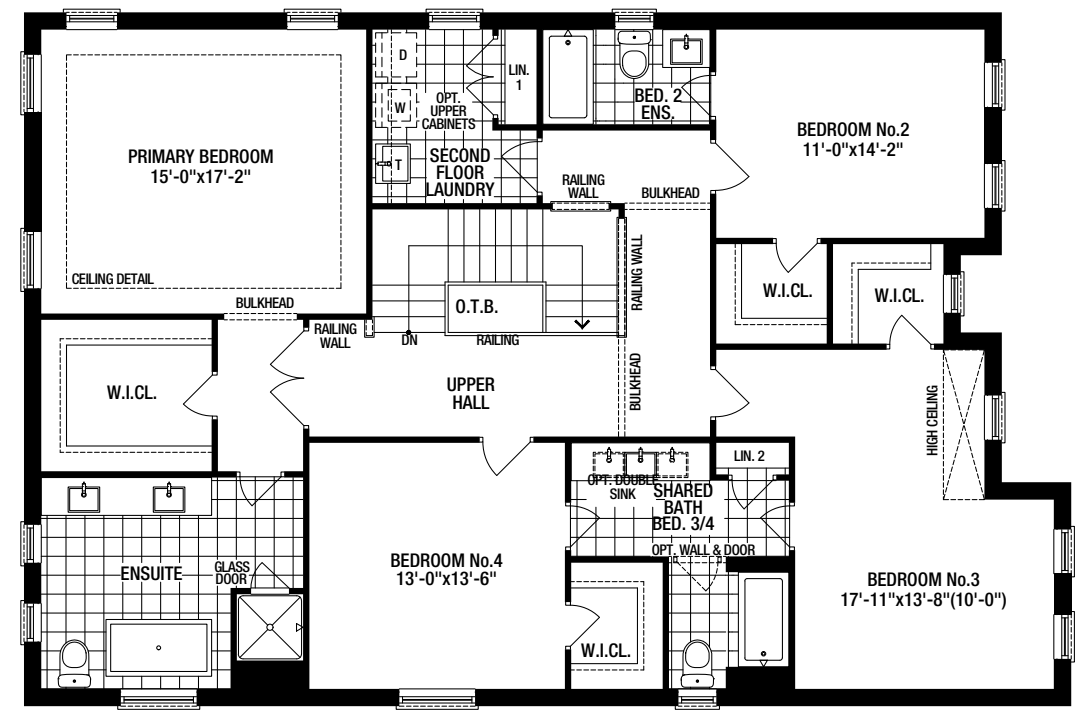 D
LIN.
1
W
OPT.
UPPER
CABINETS
T
SECOND
FLOOR
LAUNDRY
BED. 2
ENS.
BEDROOM No.2
11'-0"x14'-2"
PRIMARY BEDROOM
15'-0"x17'-2"
CEILING DETAIL
BULKHEAD
RAILING
WALL
BULKHEAD
RAILING WALL
O.T.B.
DN
RAILING
RAILING
WALL
W.I.CL.
W.I.CL.
W.I.CL.
UPPER
HALL
BULKHEAD
HIGH CEILING
LIN. 2
OPT. DOUBLE
SINK
SHARED
BATH
BED. 3/4
OPT. WALL & DOOR
ENSUITE
GLASS
DOOR
BEDROOM No.4
13'-0"x13'-6"
W.I.CL.
BEDROOM No.3
17'-11"x13'-8"(10'-0")